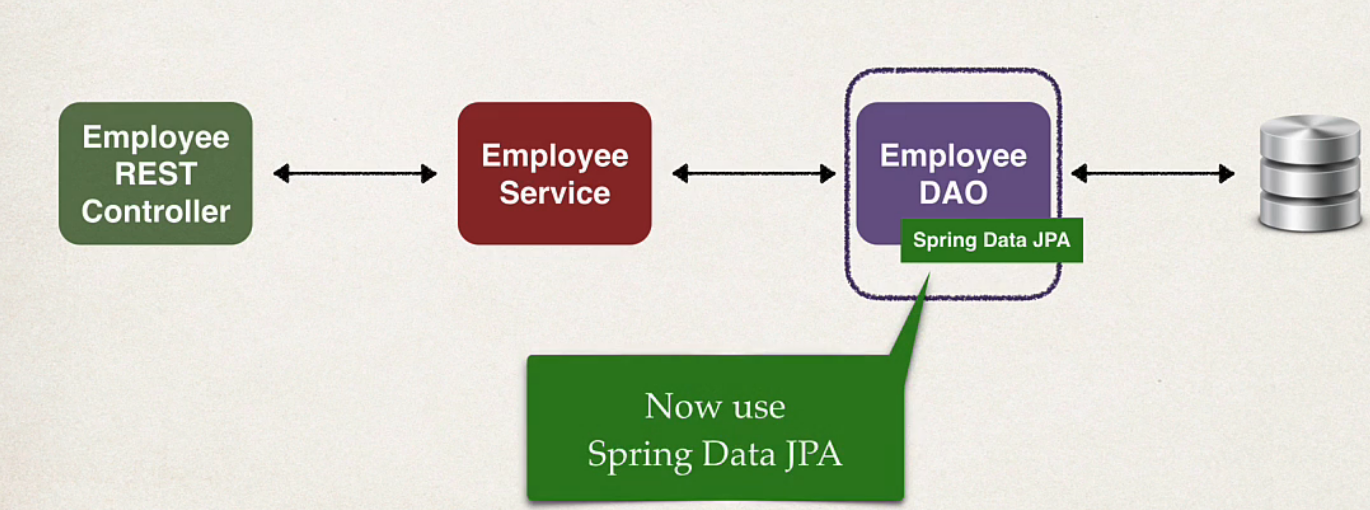 Employee
REST
Controller
Employee
Service
Employee
DAO
Spring Data JPA
Now use
Spring Data JPA